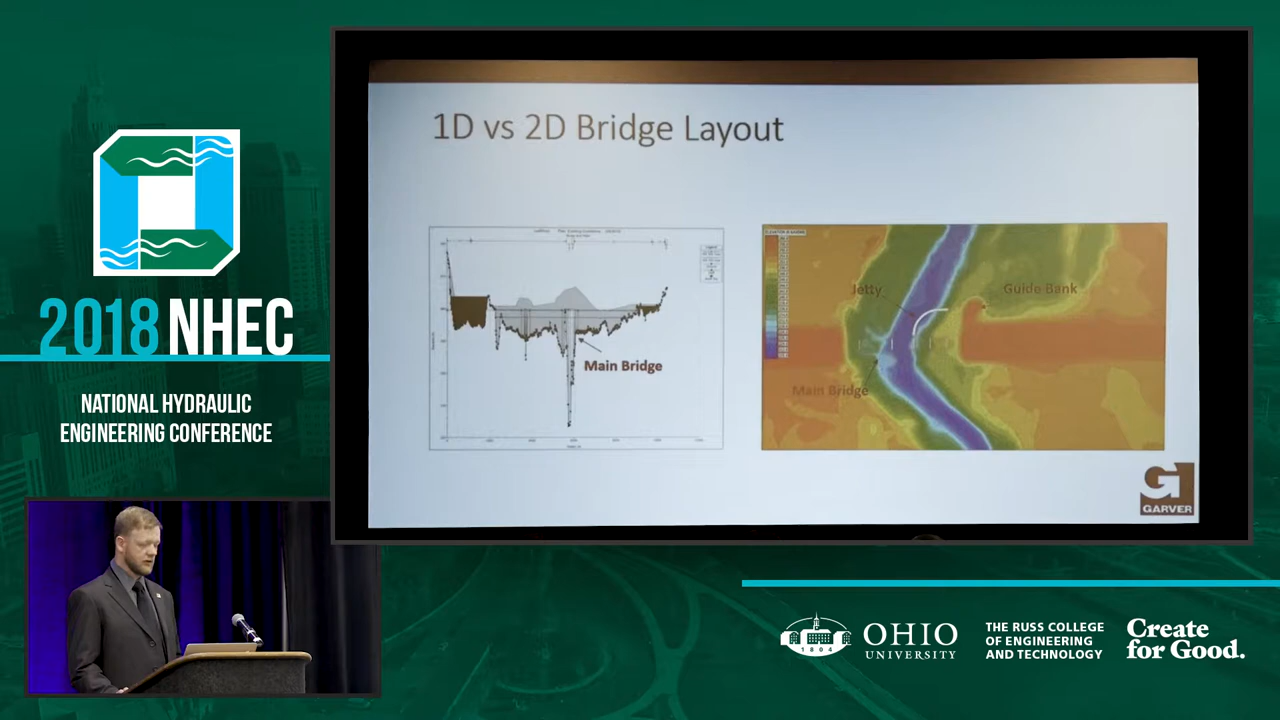 2018 NHEC
NATIONAL HYDRAULIC
ENGINEERING CONFERENCE
1D vs 2D Bridge Layout
Main Bridge
Jetty
Guide Bank
Main Bridge
G
GARVER
1804
OHIO
UNIVERSITY
THE RUSS COLLEGE
OF ENGINEERING
AND TECHNOLOGY
Create
for Good.